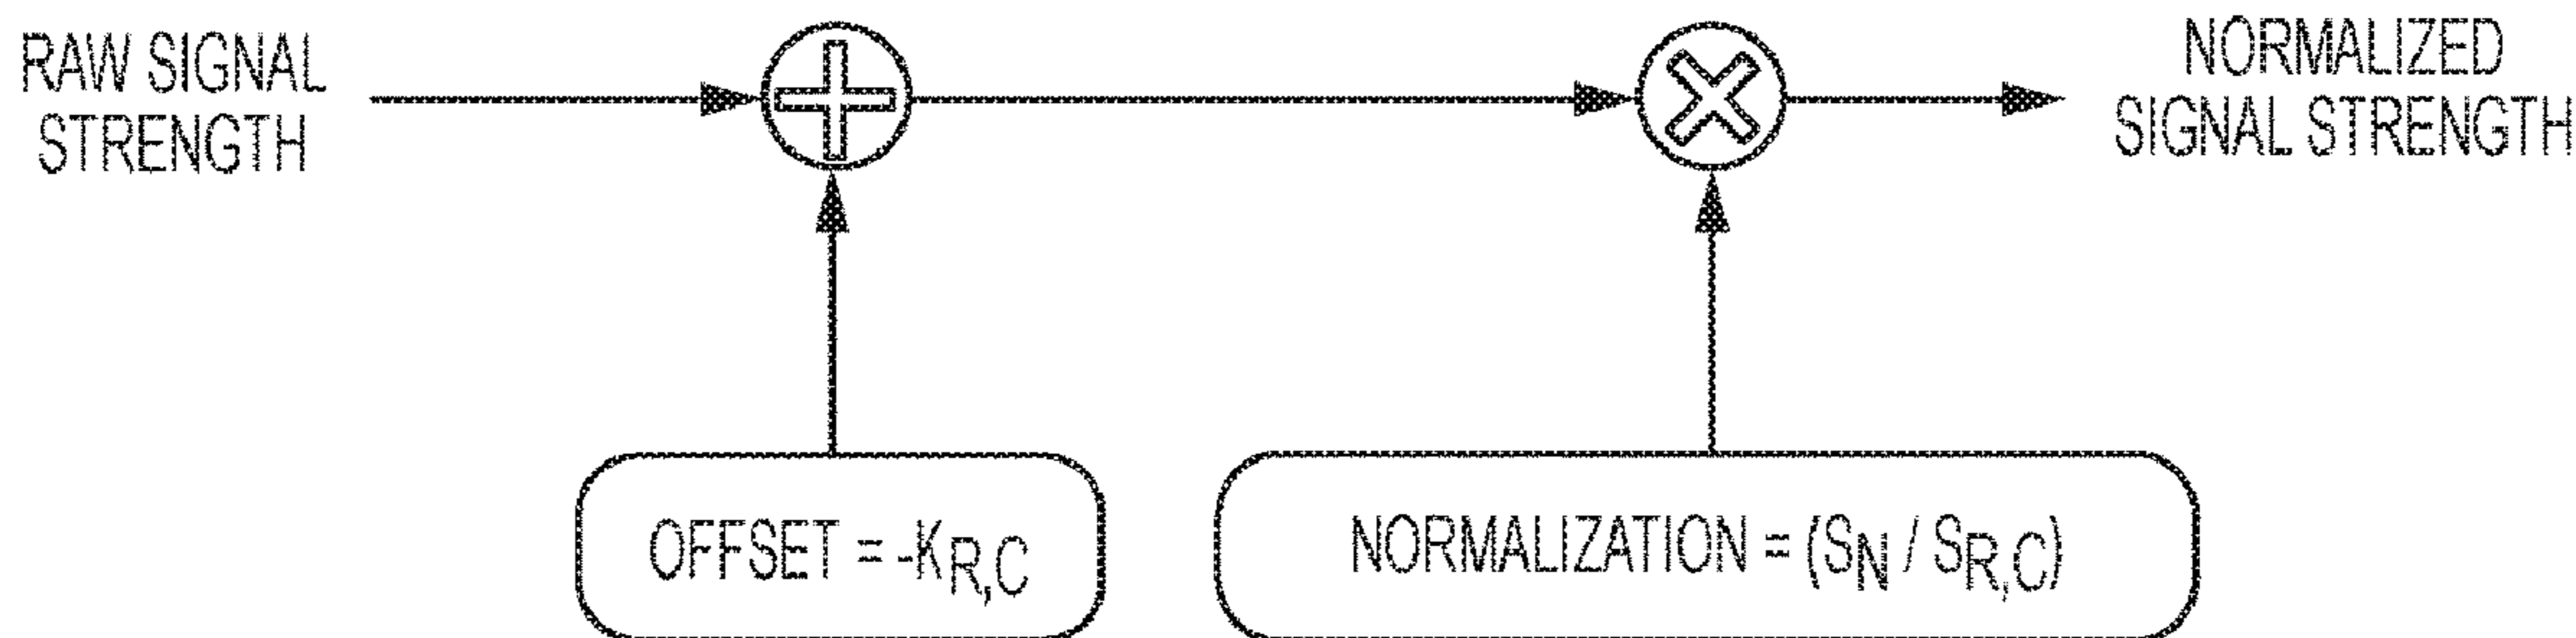 RAW SIGNAL
STRENGTH
NORMALIZED
SIGNAL STRENGTH
OFFSET = -KR,C
NORMALIZATION = (SN / SR,C)